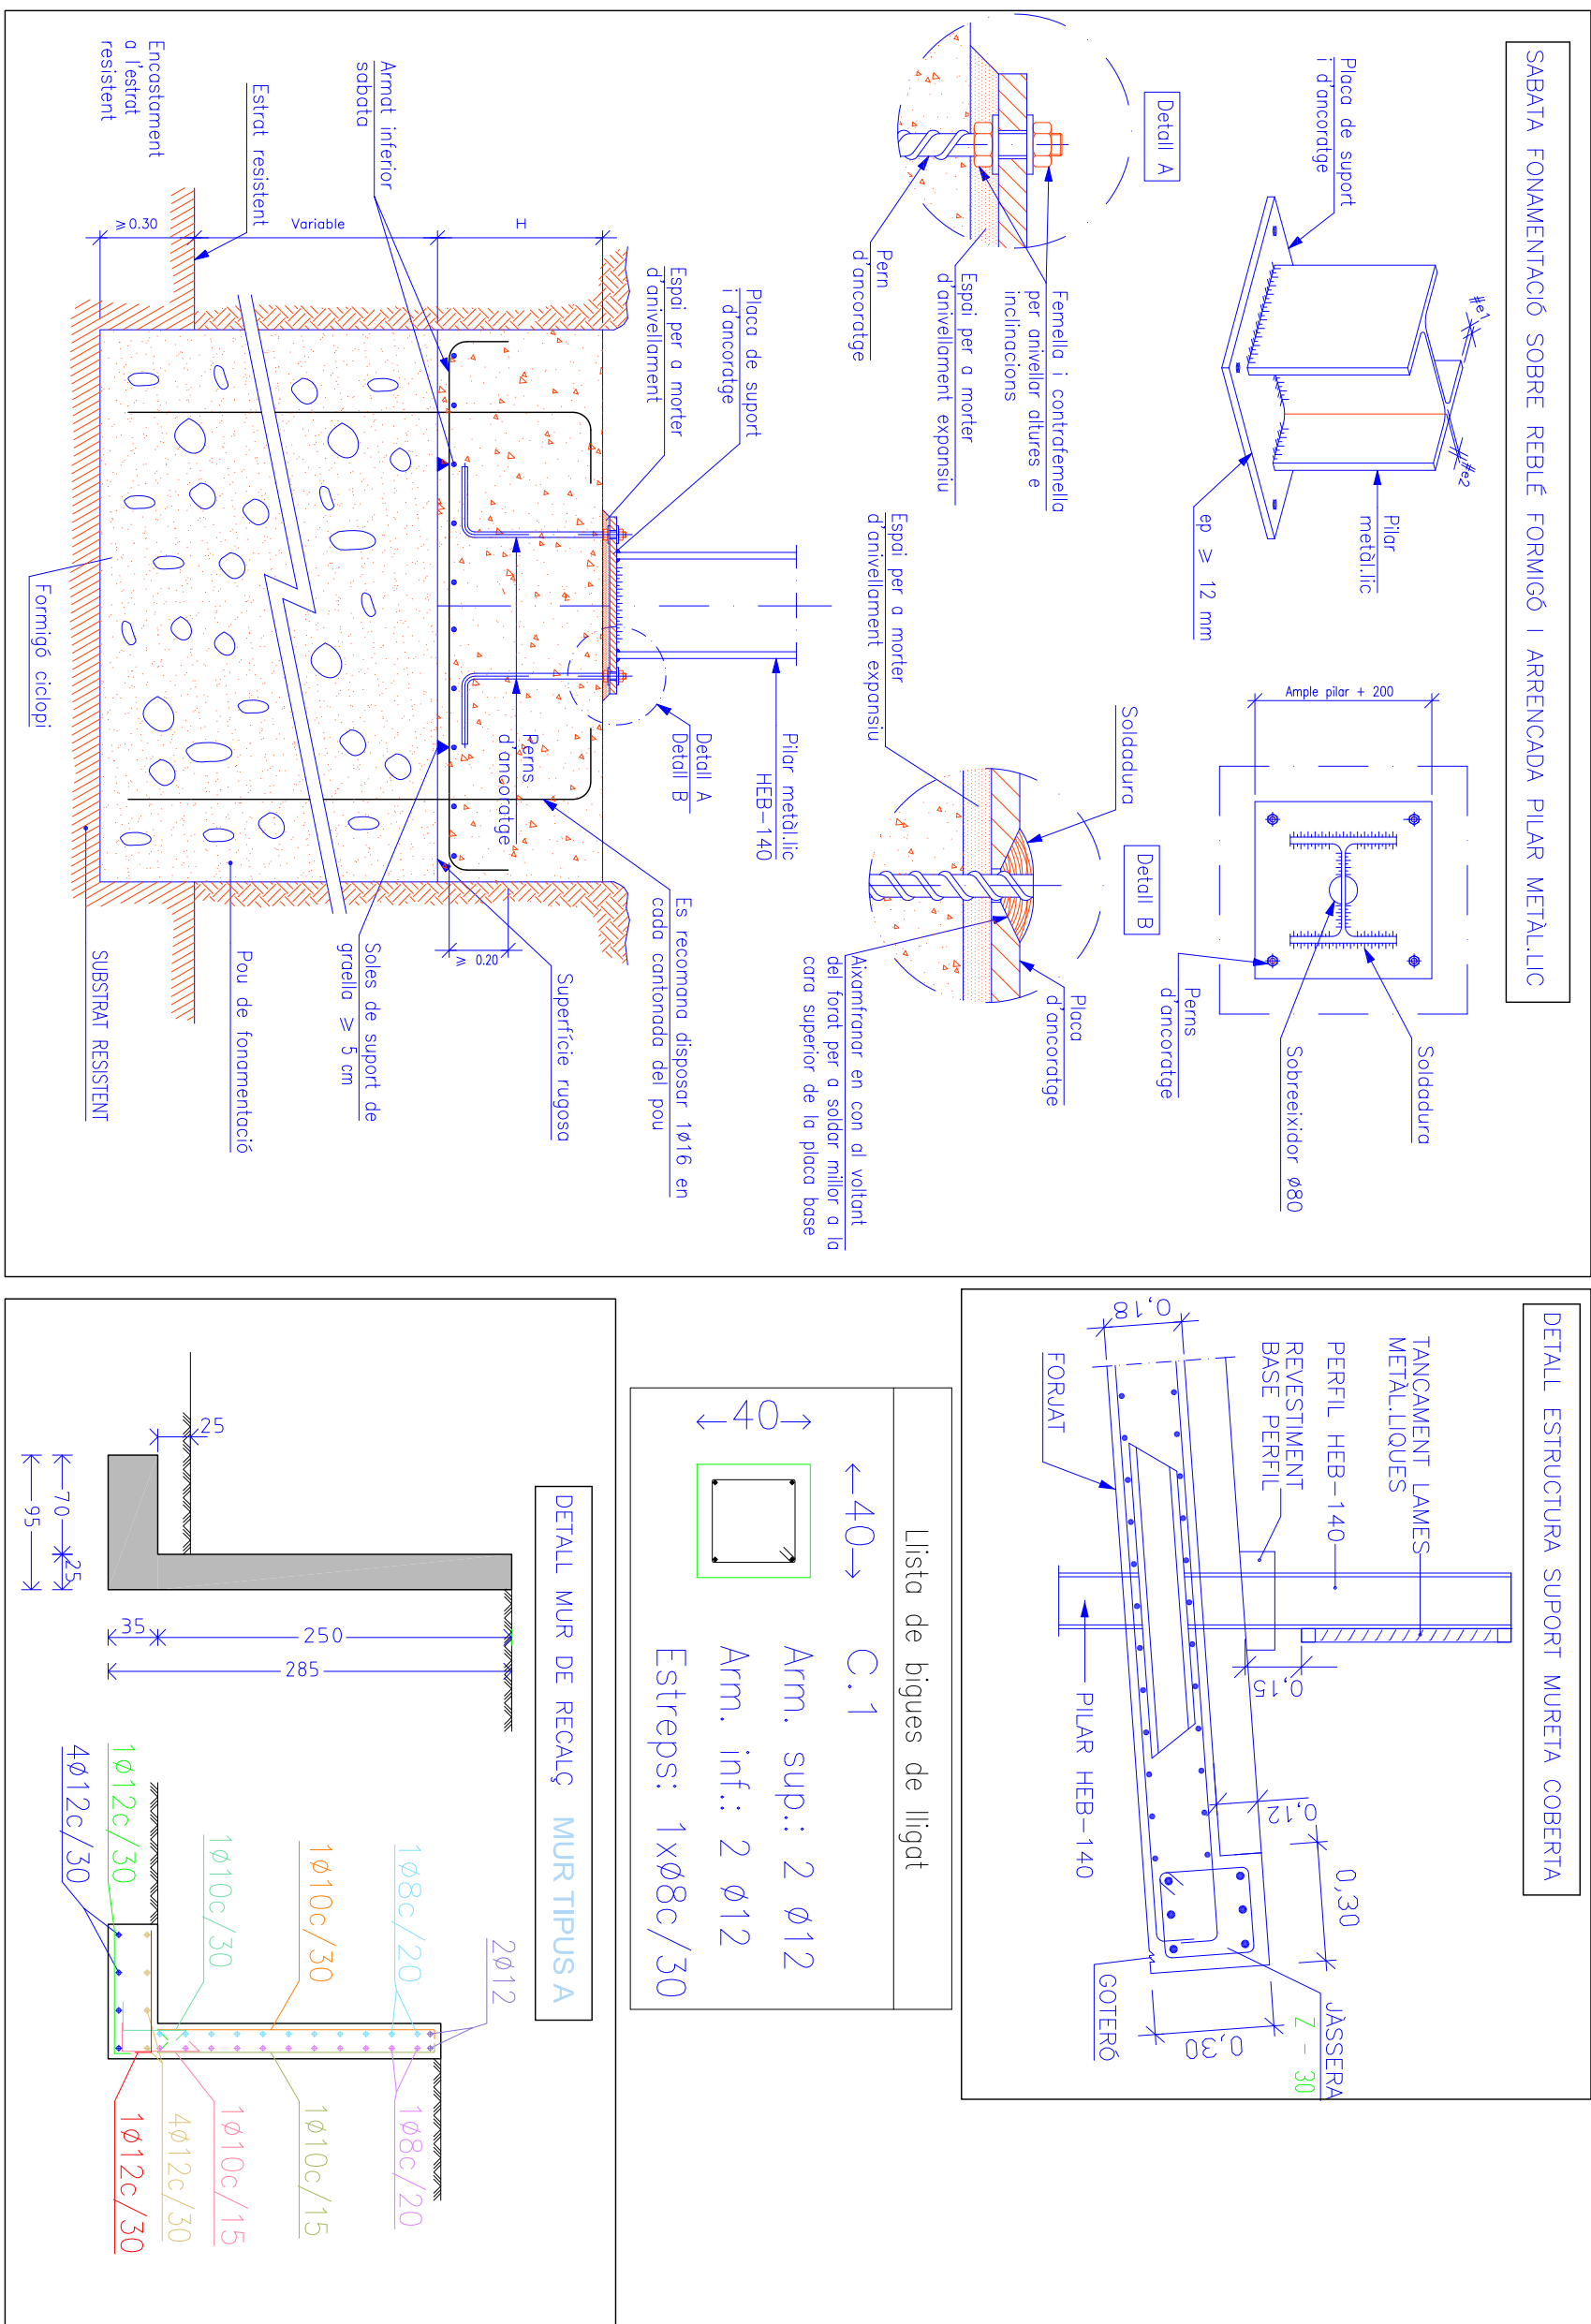 SABATA FONAMENTACIÓ SOBRE REBLÉ FORMIGÓ I ARRENCADA PILAR METÀL.LIC
Placa de suport
i d'ancoratge
#e1
#e2
Pilar
metàl.lic
ep ≥ 12 mm
Ample pilar + 200
Soldadura
Sobreeixidor ø80
Perns
d'ancoratge
Detall A
Femella i contrafemella
per anivellar altures e
inclinacions
Espai per a morter
d'anivellament expansiu
Pern
d'ancoratge
Detall B
Soldadura
Espai per a morter
d'anivellament expansiu
Placa
d'ancoratge
Aixamfranar en con al voltant
del forat per a soldar millor a la
cara superior de la placa base
Placa de suport
i d'ancoratge
Espai per a morter
d'anivellament
Pilar metàl.lic
HEB-140
Detall A
Detall B
Es recomana disposar 1ø16 en
cada cantonada del pou
Perns
d'ancoratge
H
Variable
≥0.30
≥ 0.20
Armat inferior
sabata
Estrat resistent
Encastament
a l'estrat
resistent
Superfície rugosa
Soles de suport de
graella ≥ 5 cm
Pou de fonamentació
Formigó ciclopi
SUBSTRAT RESISTENT
DETALL ESTRUCTURA SUPORT MURETA COBERTA
TANCAMENT LAMES
METÀL.LIQUES
PERFIL HEB-140
REVESTIMENT
BASE PERFIL
0,18
FORJAT
0,15
0,12
0,30
0,30
PILAR HEB-140
JÀSSERA
Z - 30
GOTERÓ
Llista de bigues de lligat
←40→
←40→
C.1
Arm. sup.: 2 ø12
Arm. inf.: 2 ø12
Estreps: 1xø8c/30
DETALL MUR DE RECALÇ MUR TIPUS A
25
70
25
95
35
250
285
2ø12
1ø8c/20
1ø10c/30
1ø10c/30
1ø12c/30
4ø12c/30
1ø8c/20
1ø10c/15
1ø10c/15
4ø12c/30
1ø12c/30